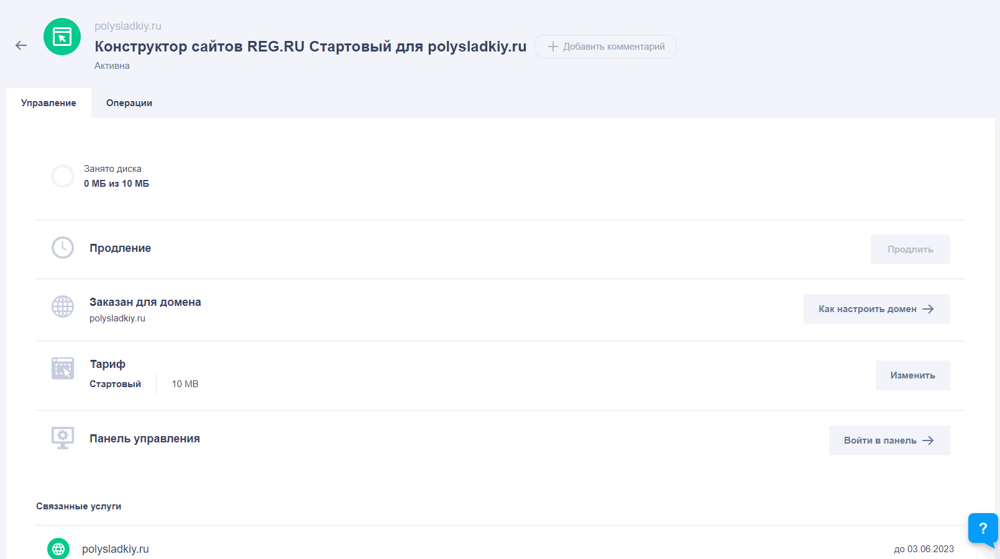 polysladkiy.ru
Конструктор сайтов REG.RU Стартовый для polysladkiy.ru
Добавить комментарий
Активна
Управление
Операции
Занято диска
0 МБ из 10 МБ
Продление
Продлить
Заказан для домена
polysladkiy.ru
Как настроить домен
Тариф
Стартовый
10 MB
Изменить
Панель управления
Войти в панель
Связанные услуги
?
polysladkiy.ru
до 03.06.2023